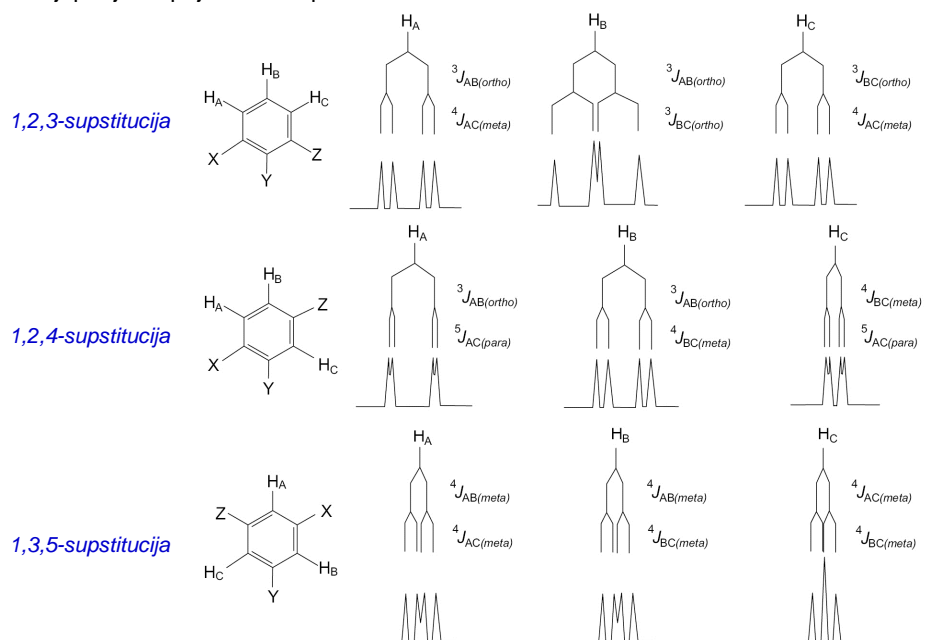 H_A H_B H_C
1,2,3-supstitucija
H_A H_B H_C X Y Z
³J_AB(ortho) ³J_AB(ortho) ³J_BC(ortho)
⁴J_AC(meta) ³J_BC(ortho) ⁴J_AC(meta)
H_A H_B H_C
1,2,4-supstitucija
H_A H_B Z X Y H_C
³J_AB(ortho) ³J_AB(ortho) ⁴J_BC(meta)
⁵J_AC(para) ⁴J_BC(meta) ⁵J_AC(para)
H_A H_B H_C
1,3,5-supstitucija
H_A Z X H_C H_B Y
⁴J_AB(meta) ⁴J_AB(meta) ⁴J_AC(meta)
⁴J_AC(meta) ⁴J_BC(meta) ⁴J_BC(meta)